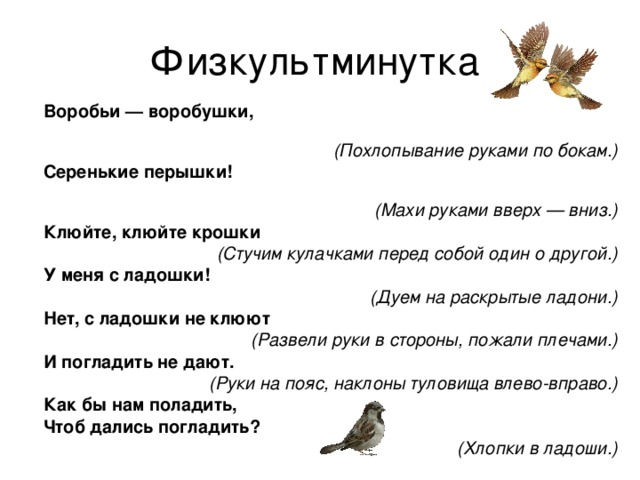 Физкультминутка
Воробьи — воробушки,
(Похлопывание руками по бокам.)
Серенькие перышки!
(Махи руками вверх — вниз.)
Клюйте, клюйте крошки
(Стучим кулачками перед собой один о другой.)
У меня с ладошки!
(Дуем на раскрытые ладони.)
Нет, с ладошки не клюют
(Развели руки в стороны, пожали плечами.)
И погладить не дают.
(Руки на пояс, наклоны туловища влево-вправо.)
Как бы нам поладить,
Чтоб дались погладить?
(Хлопки в ладоши.)